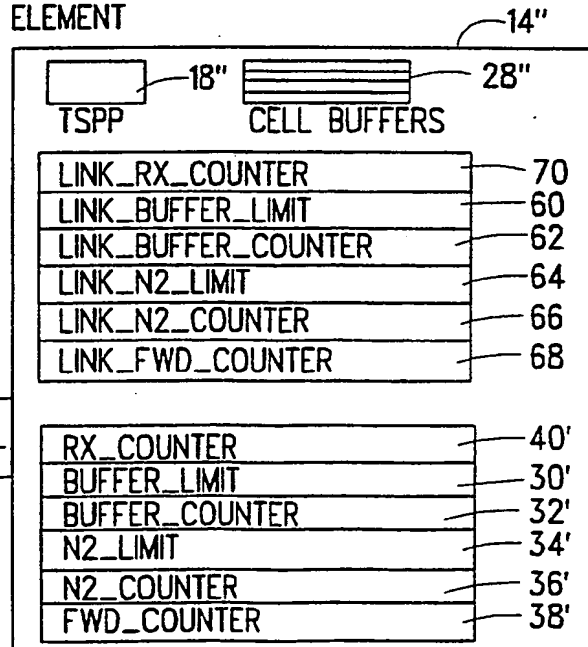 ELEMENT
14"
18" 28"
TSPP CELL BUFFERS
LINK_RX_COUNTER 70
LINK_BUFFER_LIMIT 60
LINK_BUFFER_COUNTER 62
LINK_N2_LIMIT 64
LINK_N2_COUNTER 66
LINK_FWD_COUNTER 68
RX_COUNTER 40'
BUFFER_LIMIT 30'
BUFFER_COUNTER 32'
N2_LIMIT 34'
N2_COUNTER 36'
FWD_COUNTER 38'